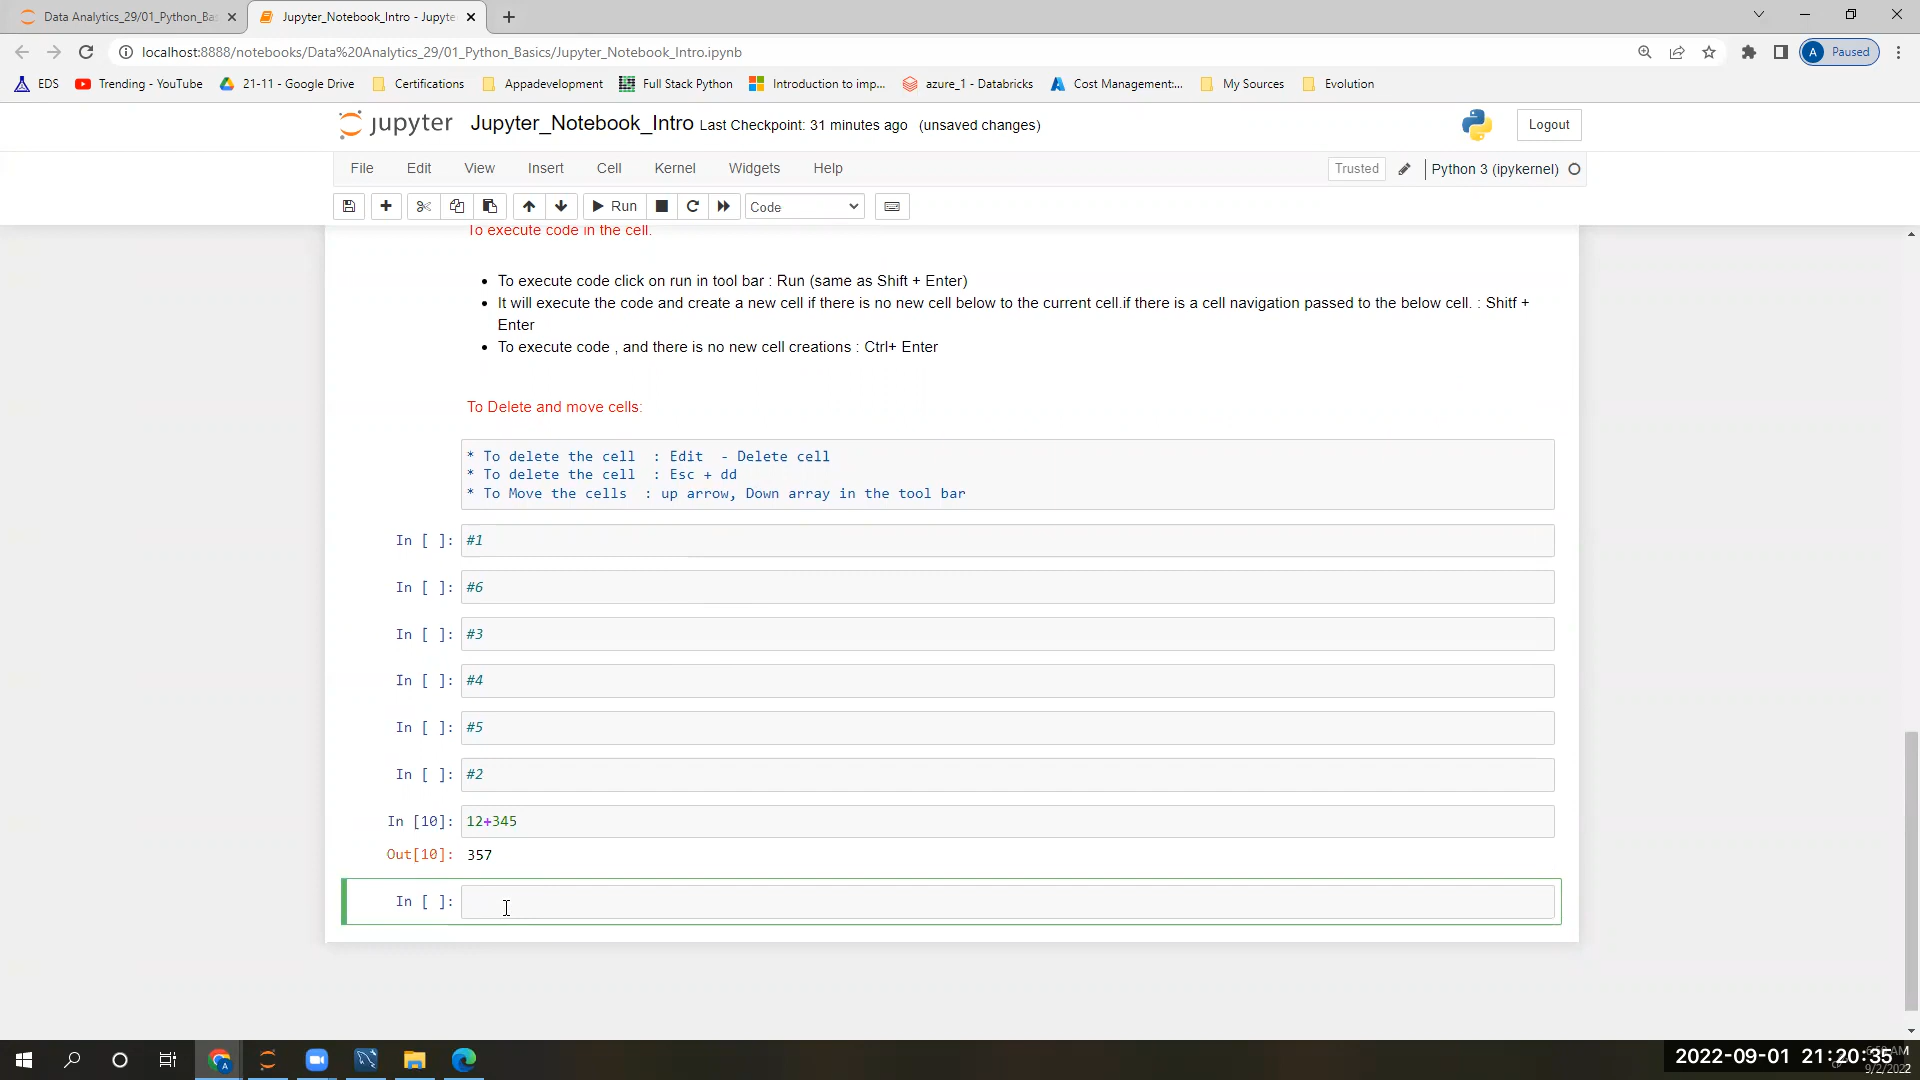 Data Analytics_29/01_Python_Ba
Jupyter_Notebook_Intro - Jupyte
localhost:8888/notebooks/Data%20Analytics_29/01_Python_Basics/Jupyter_Notebook_Intro.ipynb
A Paused
EDS Trending - YouTube 21-11 - Google Drive Certifications Appadevelopment Full Stack Python Introduction to imp... azure_1 - Databricks Cost Management:... My Sources Evolution
jupyter Jupyter_Notebook_Intro Last Checkpoint: 31 minutes ago (unsaved changes) Logout
File Edit View Insert Cell Kernel Widgets Help Trusted Python 3 (ipykernel)
Run Code
To execute code in the cell.
• To execute code click on run in tool bar : Run (same as Shift + Enter)
• It will execute the code and create a new cell if there is no new cell below to the current cell.if there is a cell navigation passed to the below cell. : Shitf +
Enter
• To execute code , and there is no new cell creations : Ctrl+ Enter
To Delete and move cells:
* To delete the cell  : Edit  - Delete cell
* To delete the cell  : Esc + dd
* To Move the cells  : up arrow, Down array in the tool bar
In [ ]: #1
In [ ]: #6
In [ ]: #3
In [ ]: #4
In [ ]: #5
In [ ]: #2
In [10]: 12+345
Out[10]: 357
In [ ]:
2022-09-01 21:20:35